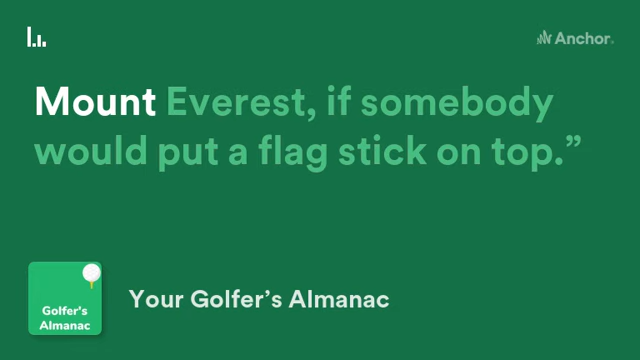 Anchor
Mount Everest, if somebody
would put a flag stick on top.”
Golfer's
Almanac
Your Golfer’s Almanac